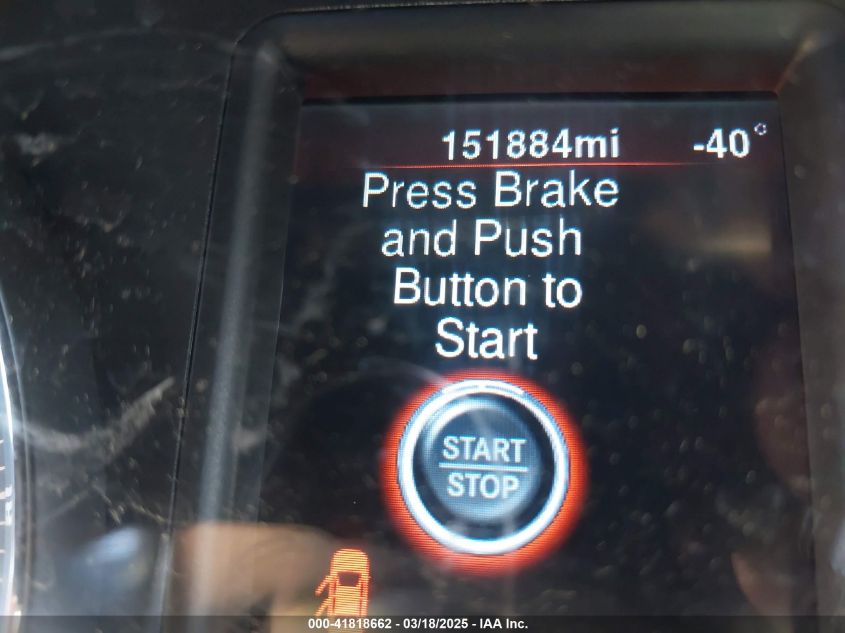 151884mi -40°
Press Brake
and Push
Button to
Start
START
STOP
000-41818662 - 03/18/2025 - IAA Inc.